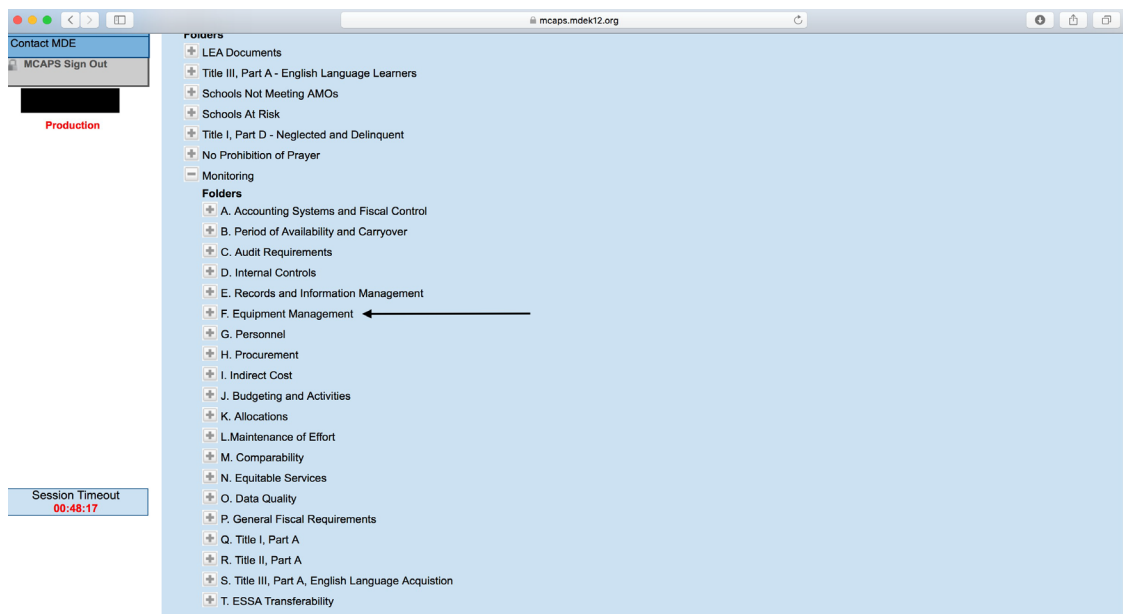 mcaps.mdek12.org
Contact MDE
MCAPS Sign Out
Production
Session Timeout
00:48:17
Folders
LEA Documents
Title III, Part A - English Language Learners
Schools Not Meeting AMOs
Schools At Risk
Title I, Part D - Neglected and Delinquent
No Prohibition of Prayer
Monitoring
Folders
A. Accounting Systems and Fiscal Control
B. Period of Availability and Carryover
C. Audit Requirements
D. Internal Controls
E. Records and Information Management
F. Equipment Management
G. Personnel
H. Procurement
I. Indirect Cost
J. Budgeting and Activities
K. Allocations
L.Maintenance of Effort
M. Comparability
N. Equitable Services
O. Data Quality
P. General Fiscal Requirements
Q. Title I, Part A
R. Title II, Part A
S. Title III, Part A, English Language Acquistion
T. ESSA Transferability